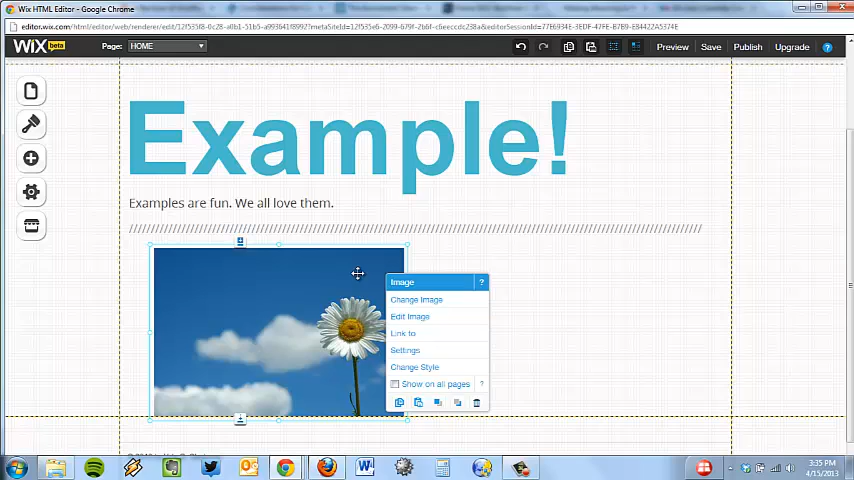 Wix HTML Editor - Google Chrome
WiX beta
Page: HOME
Preview Save Publish Upgrade ?
Example!
Examples are fun. We all love them.
////////////////////////////////////////////////////////////////////////////////
Image ?
Change Image
Edit Image
Link to
Settings
Change Style
Show on all pages ?
3:35 PM
4/15/2013